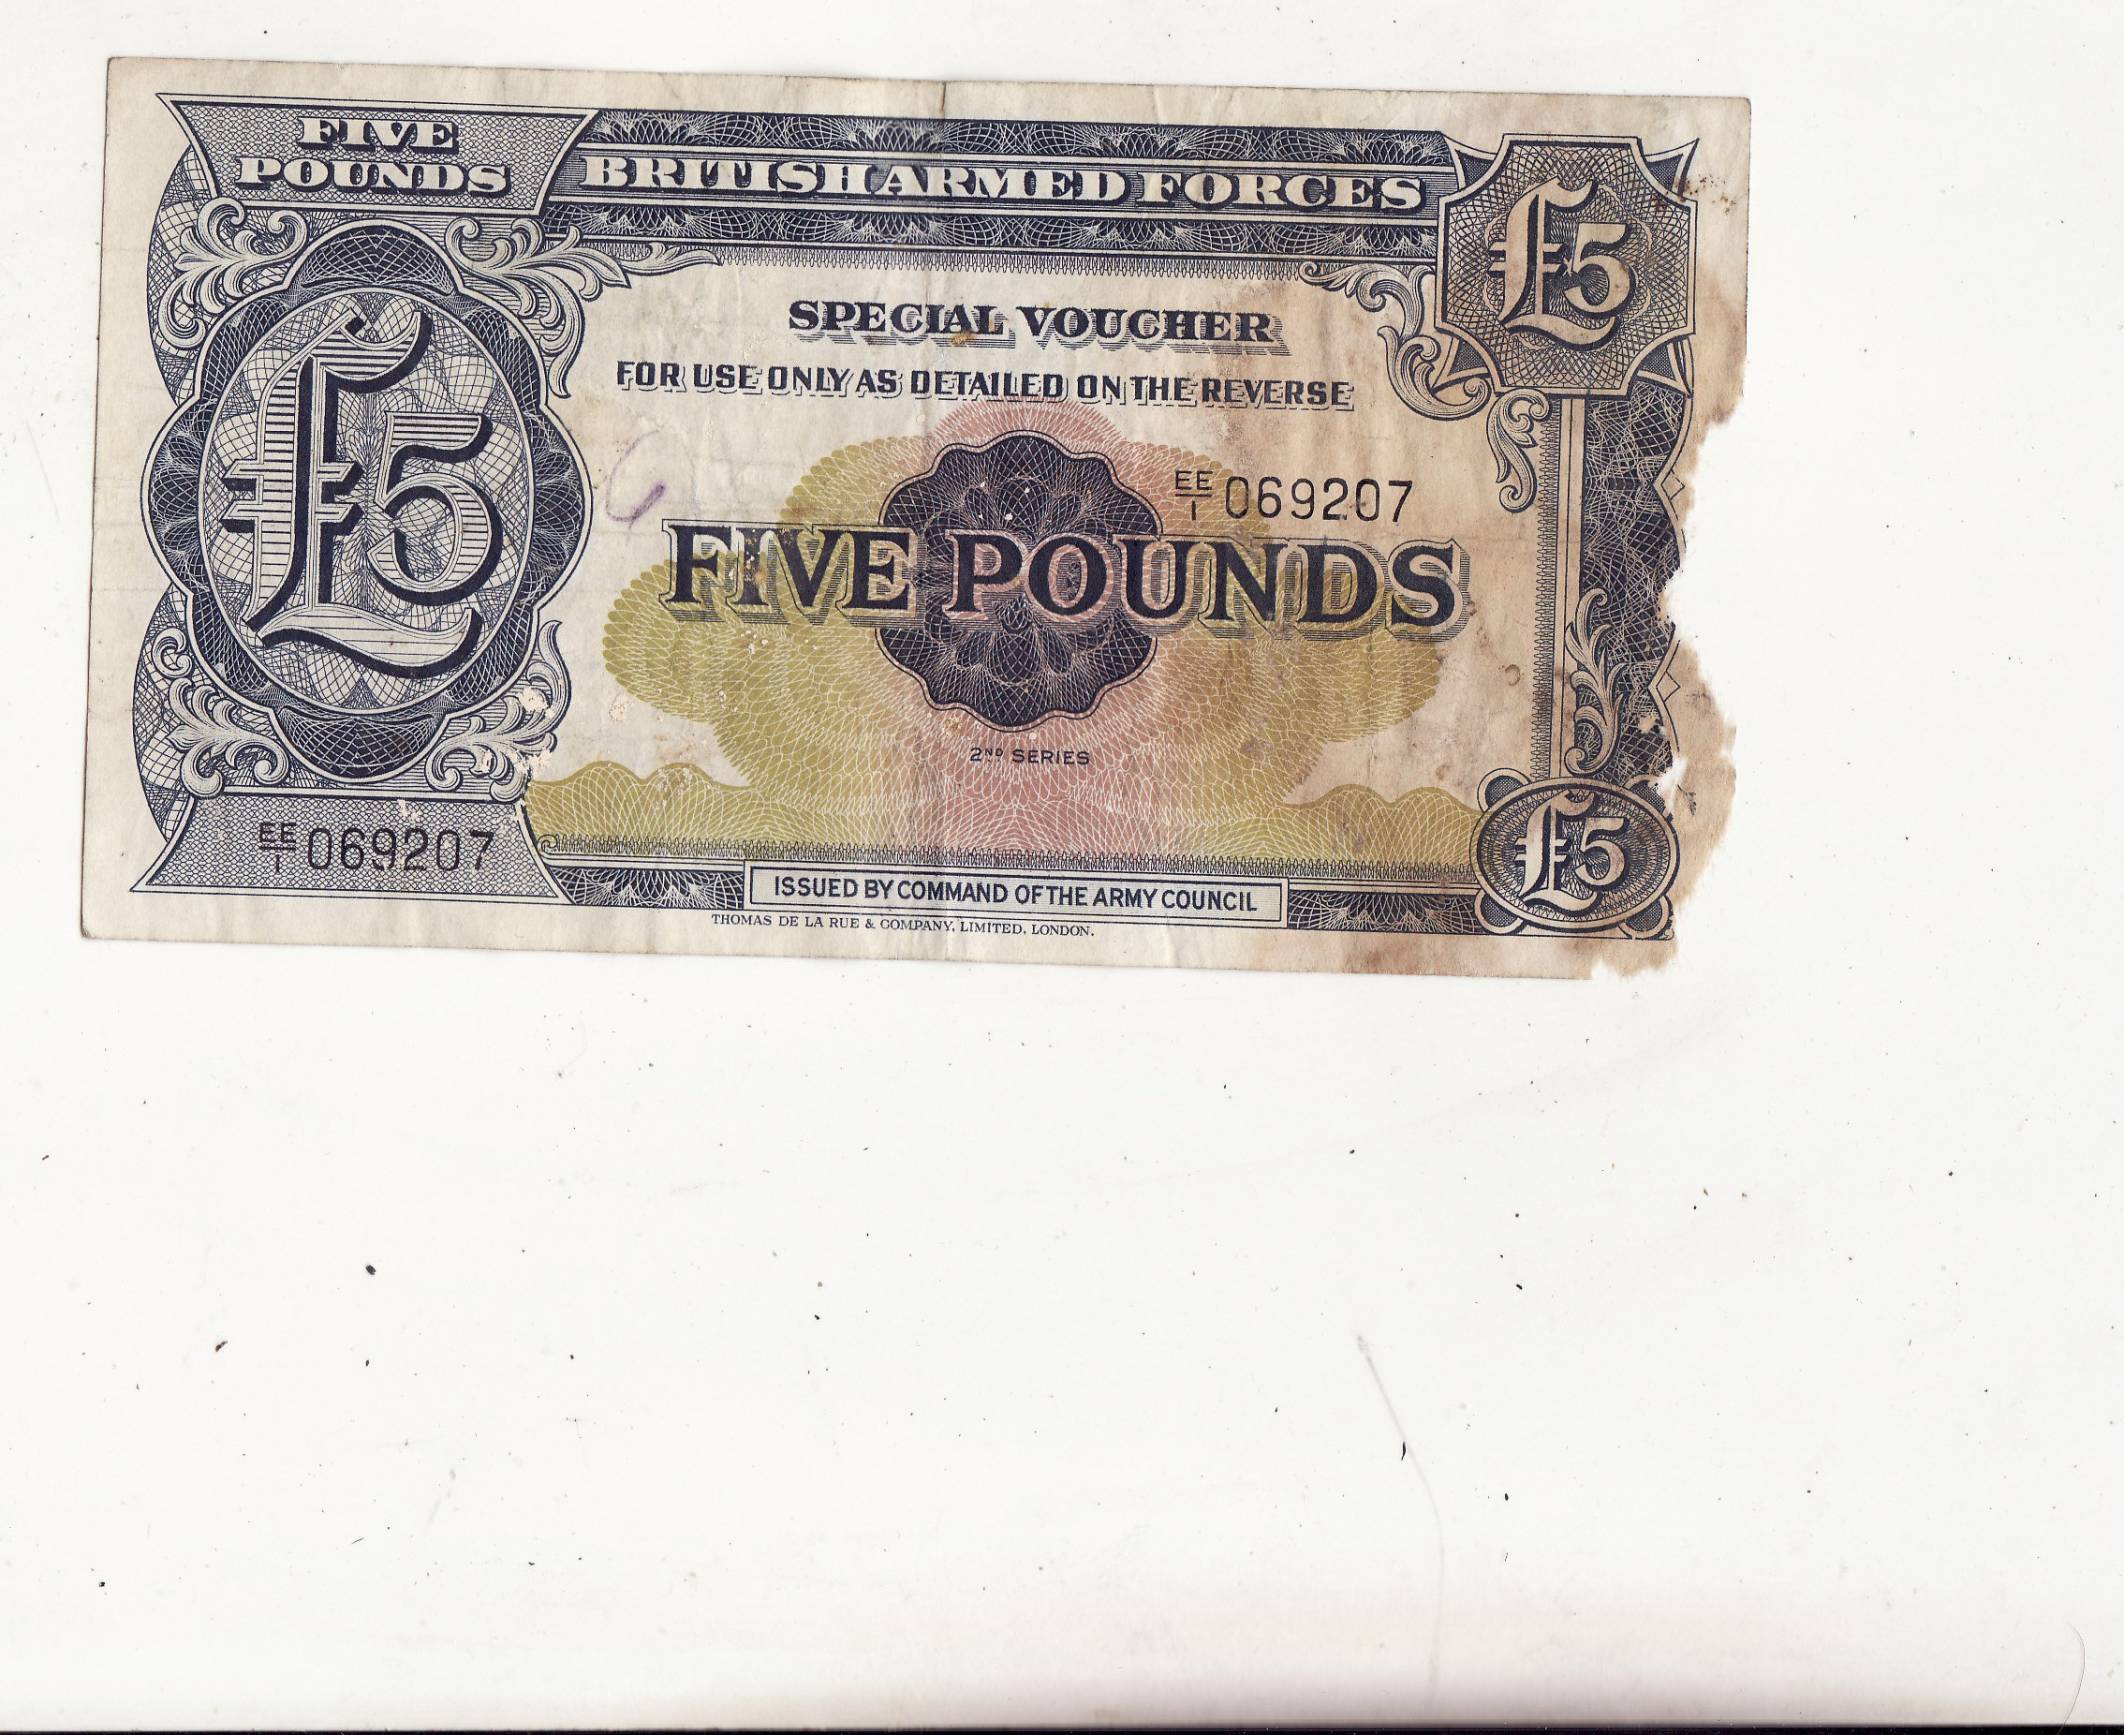 FIVE
POUNDS
BRITISH ARMED FORCES
£5
£5
SPECIAL VOUCHER
FOR USE ONLY AS DETAILED ON THE REVERSE
EE/1 069207
FIVE POUNDS
2ND SERIES
EE/1 069207
£5
ISSUED BY COMMAND OF THE ARMY COUNCIL
THOMAS DE LA RUE & COMPANY, LIMITED, LONDON.